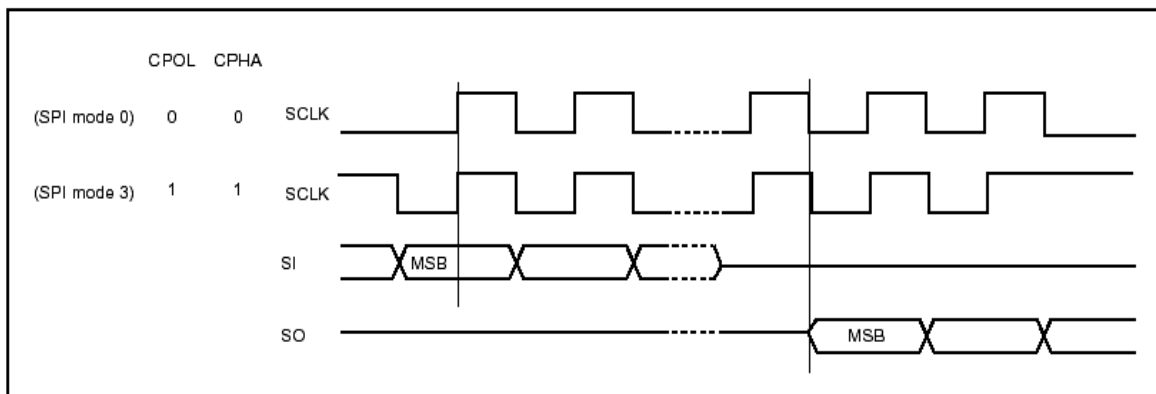 CPOL CPHA
(SPI mode 0) 0 0 SCLK
(SPI mode 3) 1 1 SCLK
SI MSB
SO MSB